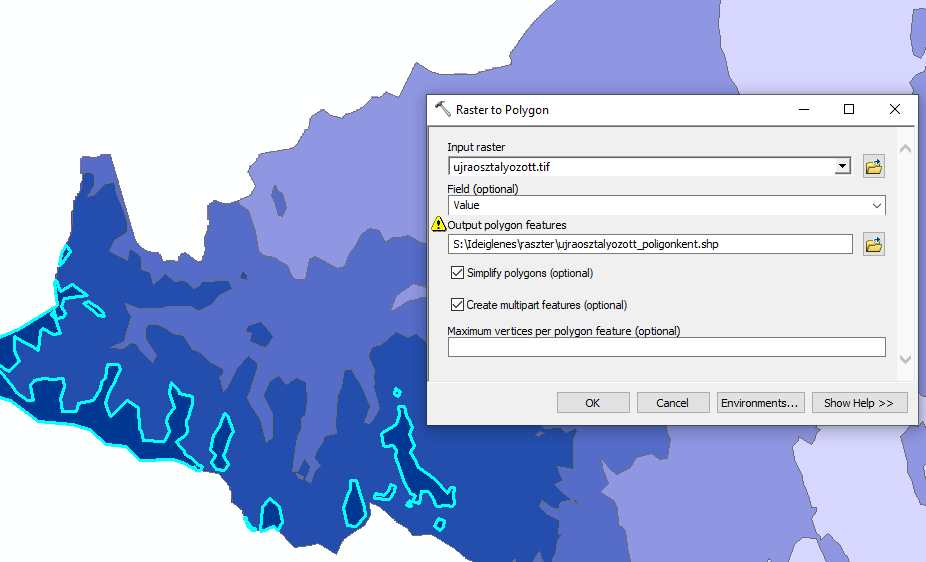 Raster to Polygon
Input raster
ujraosztalyozott.tif
Field (optional)
Value
Output polygon features
S:\Ideiglenes\raszter\ujraosztalyozott_poligonkent.shp
Simplify polygons (optional)
Create multipart features (optional)
Maximum vertices per polygon feature (optional)
OK Cancel Environments... Show Help >>